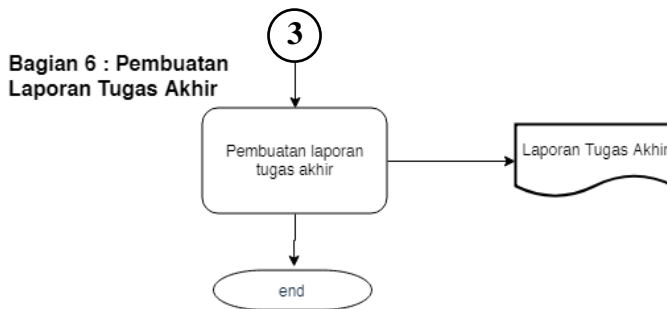 3
Bagian 6 : Pembuatan
Laporan Tugas Akhir
Pembuatan laporan
tugas akhir
Laporan Tugas Akhir
end